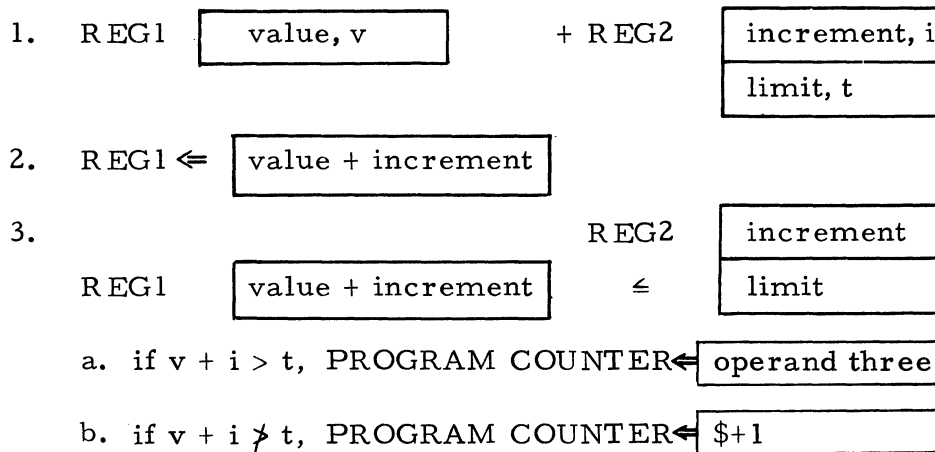 1. REG1 value, v + REG2 increment, i
limit, t
2. REG1 ⇐ value + increment
3. REG2 increment
REG1 value + increment ≤ limit
a. if v + i > t, PROGRAM COUNTER ⇐ operand three
b. if v + i ≯ t, PROGRAM COUNTER ⇐ $+1